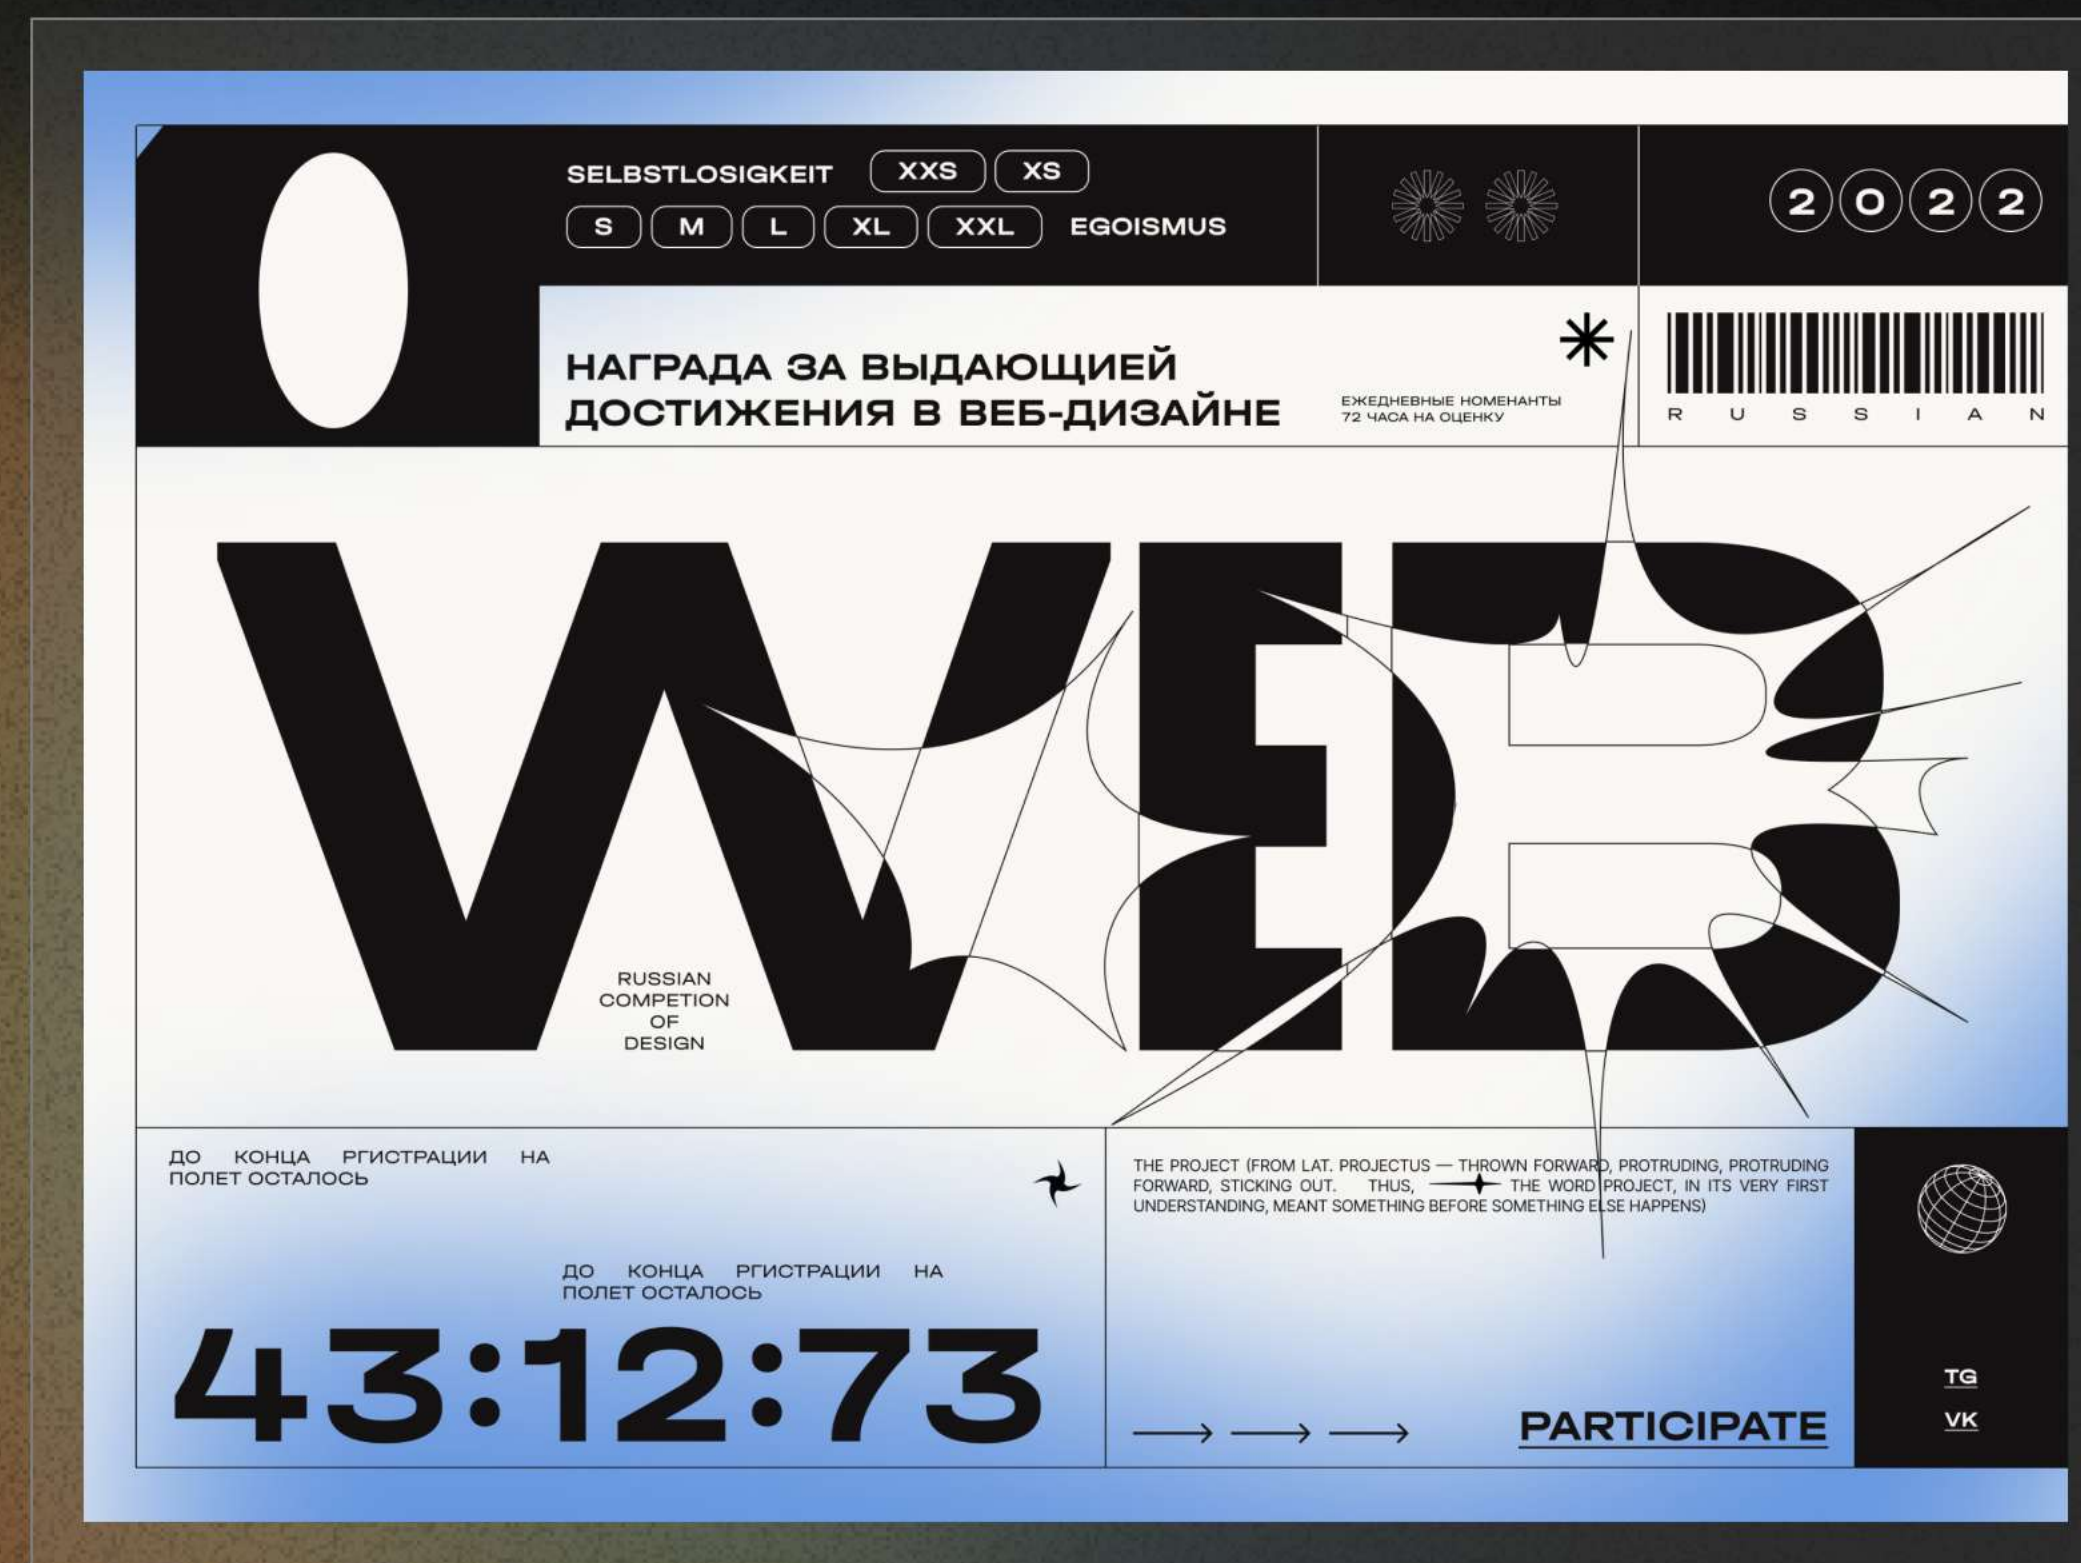 SELBSTLOSIGKEIT XXS XS
S M L XL XXL EGOISMUS
2022
НАГРАДА ЗА ВЫДАЮЩИЕЙ
ДОСТИЖЕНИЯ В ВЕБ-ДИЗАЙНЕ
ЕЖЕДНЕВНЫЕ НОМЕНАНТЫ
72 ЧАСА НА ОЦЕНКУ
RUSSIAN
WEB
RUSSIAN
COMPETION
OF
DESIGN
ДО КОНЦА РГИСТРАЦИИ НА
ПОЛЕТ ОСТАЛОСЬ
ДО КОНЦА РГИСТРАЦИИ НА
ПОЛЕТ ОСТАЛОСЬ
43:12:73
THE PROJECT (FROM LAT. PROJECTUS — THROWN FORWARD, PROTRUDING, PROTRUDING
FORWARD, STICKING OUT. THUS, THE WORD PROJECT, IN ITS VERY FIRST
UNDERSTANDING, MEANT SOMETHING BEFORE SOMETHING ELSE HAPPENS)
PARTICIPATE
TG
VK